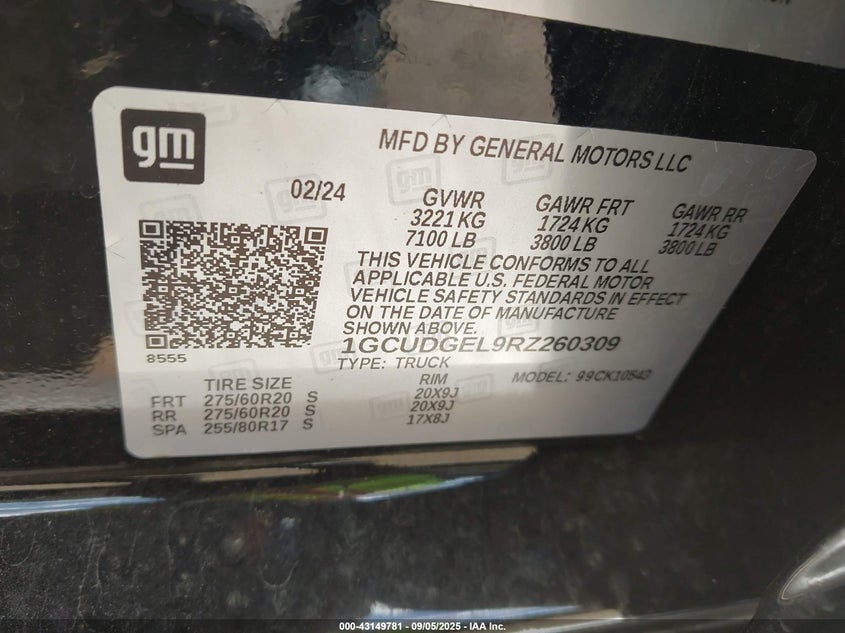 gm
MFD BY GENERAL MOTORS LLC
02/24
GVWR GAWR FRT GAWR RR
3221 KG 1724 KG 1724 KG
7100 LB 3800 LB 3800 LB
THIS VEHICLE CONFORMS TO ALL
APPLICABLE U.S. FEDERAL MOTOR
VEHICLE SAFETY STANDARDS IN EFFECT
ON THE DATE OF MANUFACTURE
SHOWN ABOVE.
8555
1GCUDGEL9RZ260309
TYPE: TRUCK
TIRE SIZE RIM MODEL: 99CK10543
FRT 275/60R20 S 20X9J
RR 275/60R20 S 20X9J
SPA 255/80R17 S 17X8J
000-43149781 - 09/05/2025 - IAA Inc.